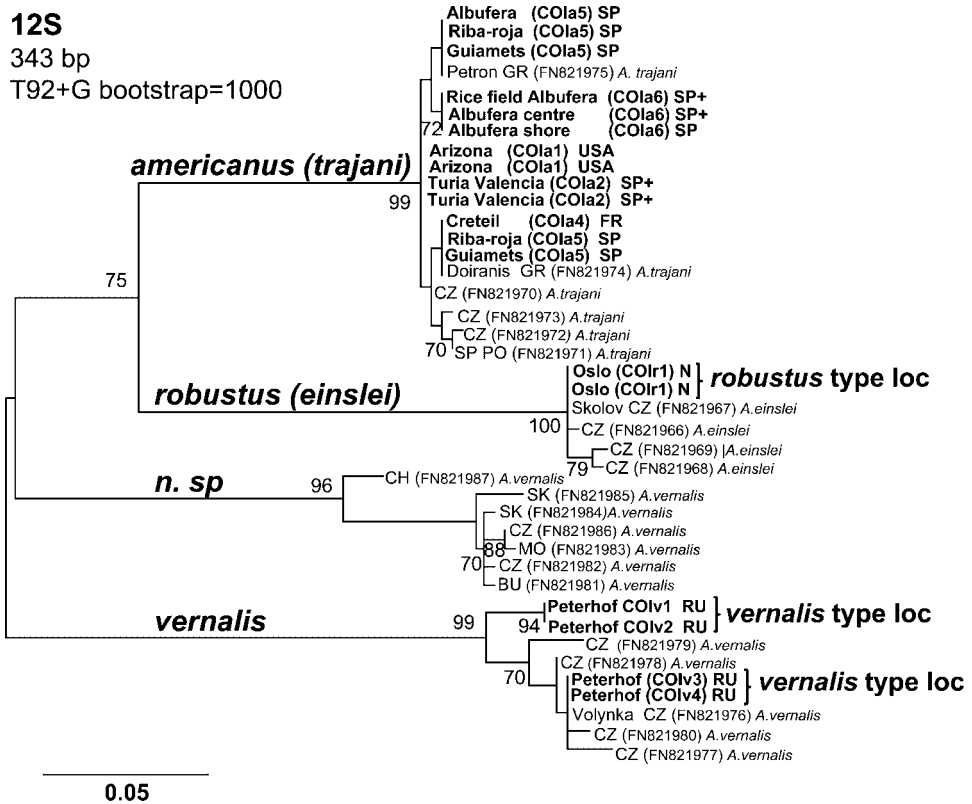 12S
343 bp
T92+G bootstrap=1000
Albufera (COIa5) SP
Riba-roja (COIa5) SP
Guiamets (COIa5) SP
Petron GR (FN821975) A. trajani
Rice field Albufera (COIa6) SP+
Albufera centre (COIa6) SP+
72 Albufera shore (COIa6) SP
Arizona (COIa1) USA
americanus (trajani)
Arizona (COIa1) USA
Turia Valencia (COIa2) SP+
99
Turia Valencia (COIa2) SP+
Creteil (COIa4) FR
Riba-roja (COIa5) SP
Guiamets (COIa5) SP
Doiranis GR (FN821974) A.trajani
75
CZ (FN821970) A.trajani
CZ (FN821973) A.trajani
CZ (FN821972) A.trajani
70 SP PO (FN821971) A.trajani
Oslo (COIr1) N
robustus type loc
Oslo (COIr1) N
robustus (einslei)
Skolov CZ (FN821967) A.einslei
100
CZ (FN821966) A.einslei
CZ (FN821969) |A.einslei
79 CZ (FN821968) A.einslei
CH (FN821987) A.vernalis
n. sp
96
SK (FN821985) A.vernalis
SK (FN821984)A.vernalis
CZ (FN821986) A.vernalis
88 MO (FN821983) A.vernalis
70 CZ (FN821982) A.vernalis
BU (FN821981) A.vernalis
Peterhof COIv1 RU
vernalis type loc
vernalis
99
94 Peterhof COIv2 RU
CZ (FN821979) A.vernalis
CZ (FN821978) A.vernalis
70
Peterhof (COIv3) RU
vernalis type loc
Peterhof (COIv4) RU
Volynka CZ (FN821976) A.vernalis
CZ (FN821980) A.vernalis
CZ (FN821977) A.vernalis
0.05